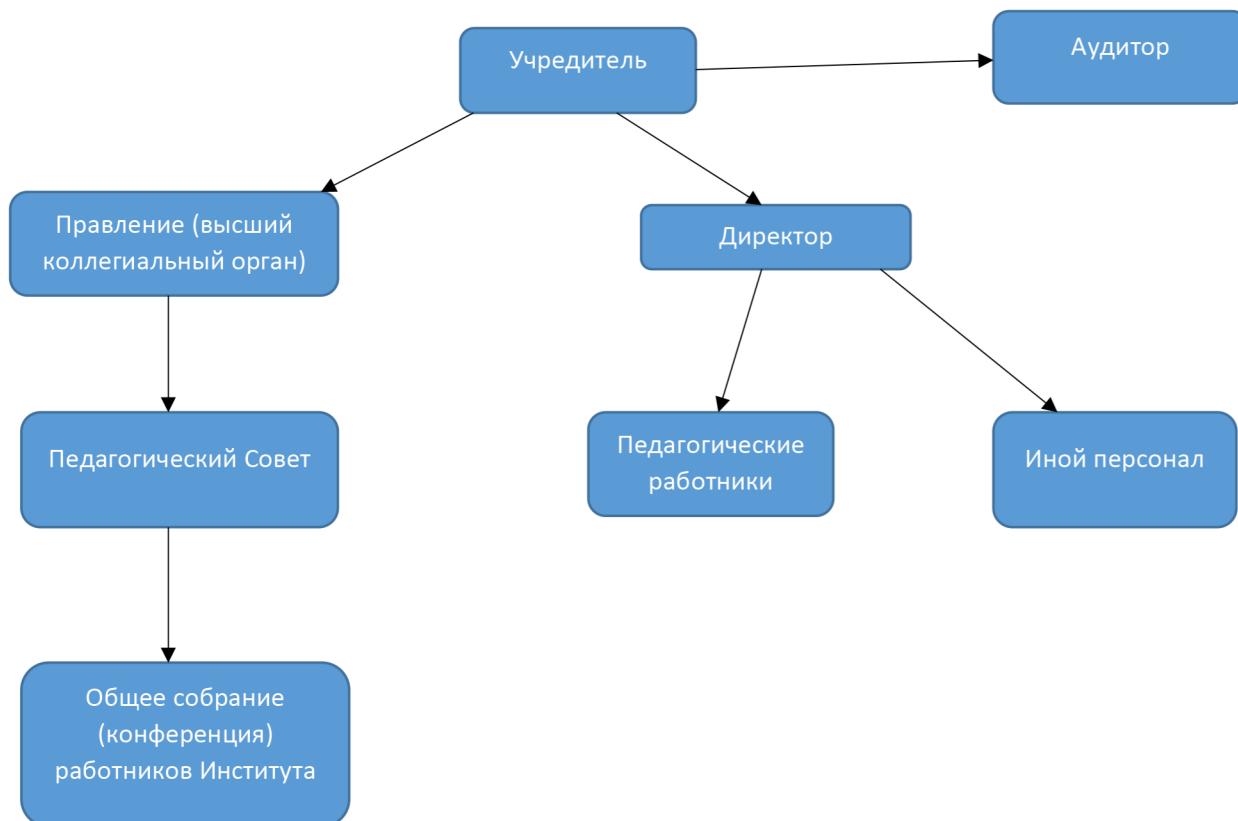 Учредитель
Аудитор
Правление (высший
коллегиальный орган)
Директор
Педагогический Совет
Педагогические
работники
Иной персонал
Общее собрание
(конференция)
работников Института